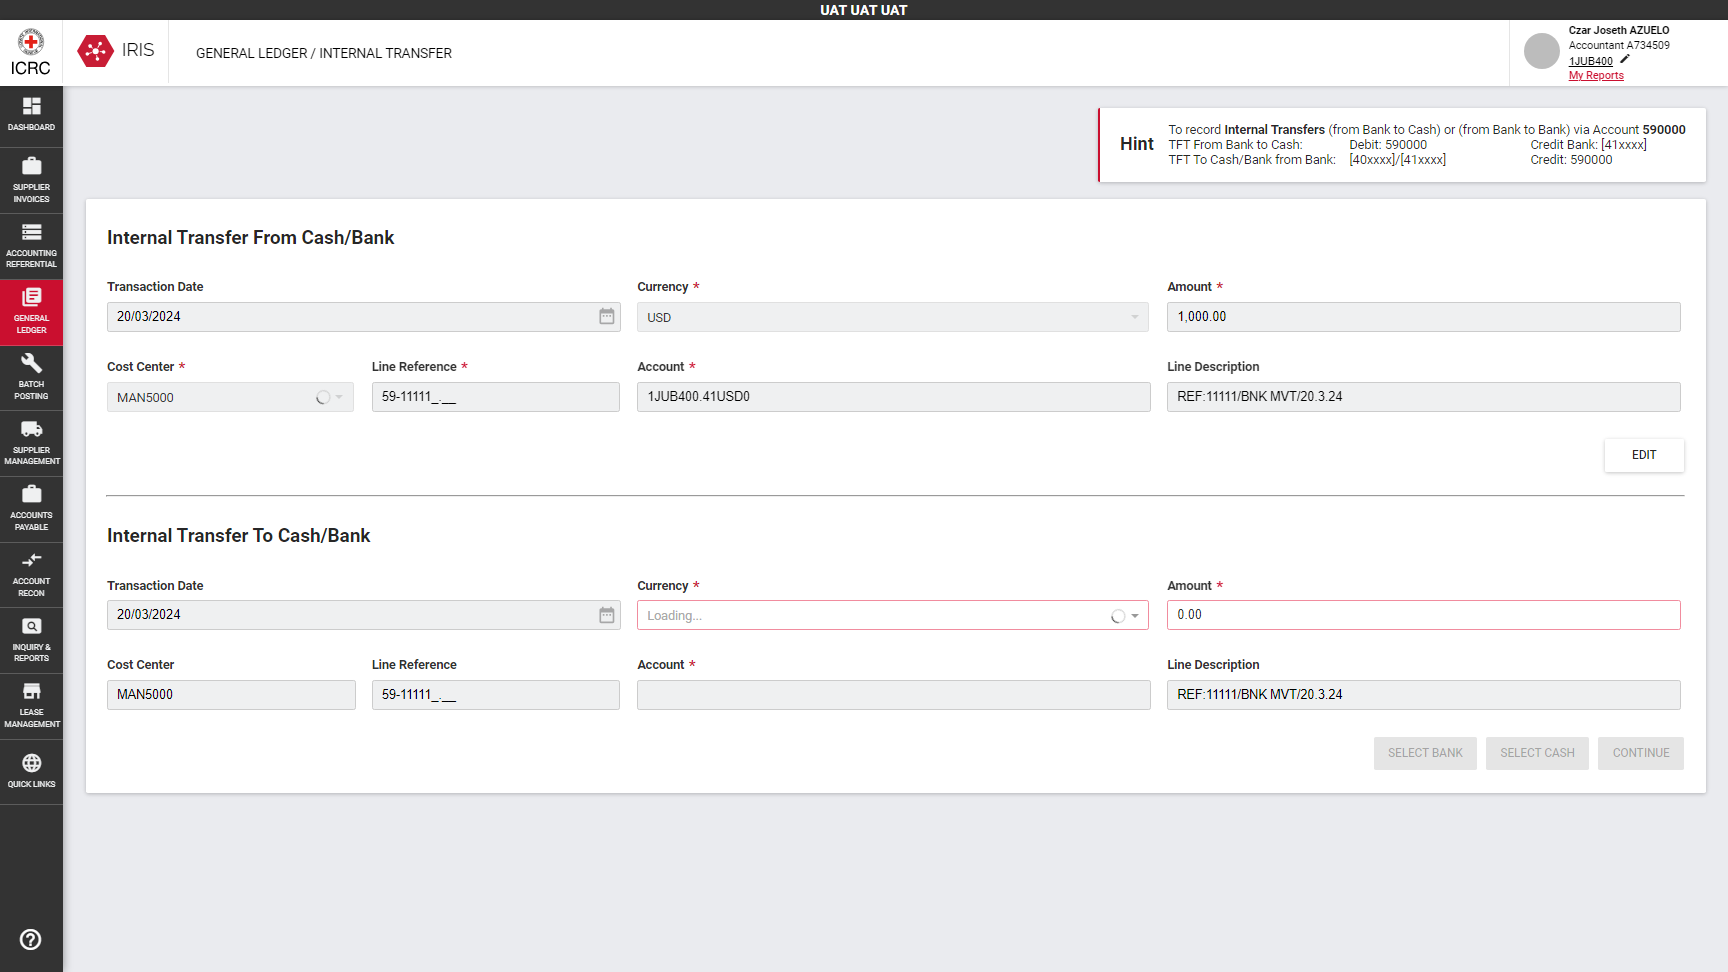 UAT UAT UAT
ICRC
IRIS
GENERAL LEDGER / INTERNAL TRANSFER
Czar Joseth AZUELO
Accountant A734509
1JUB400
My Reports
DASHBOARD
SUPPLIER
INVOICES
ACCOUNTING
REFERENTIAL
GENERAL
LEDGER
BATCH
POSTING
SUPPLIER
MANAGEMENT
ACCOUNTS
PAYABLE
ACCOUNT
RECON
INQUIRY &
REPORTS
LEASE
MANAGEMENT
QUICK LINKS
Hint
To record Internal Transfers (from Bank to Cash) or (from Bank to Bank) via Account 590000
TFT From Bank to Cash: Debit: 590000 Credit Bank: [41xxxx]
TFT To Cash/Bank from Bank: [40xxxx]/[41xxxx] Credit: 590000
Internal Transfer From Cash/Bank
Transaction Date Currency * Amount *
20/03/2024 USD 1,000.00
Cost Center * Line Reference * Account * Line Description
MAN5000 59-11111_.__ 1JUB400.41USD0 REF:11111/BNK MVT/20.3.24
EDIT
Internal Transfer To Cash/Bank
Transaction Date Currency * Amount *
20/03/2024 Loading... 0.00
Cost Center Line Reference Account * Line Description
MAN5000 59-11111_.__ REF:11111/BNK MVT/20.3.24
SELECT BANK SELECT CASH CONTINUE